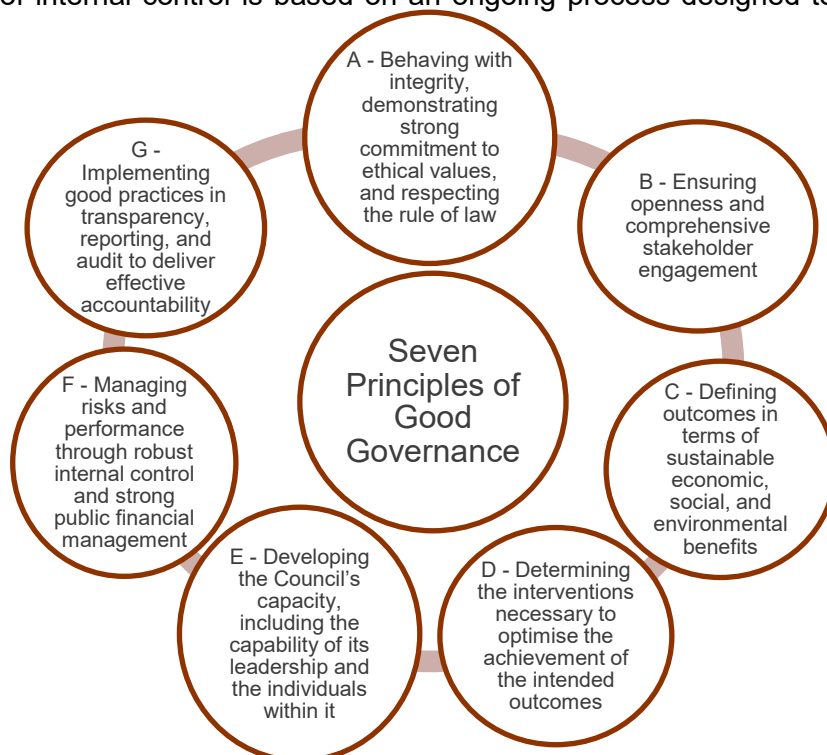 of internal control is based on an ongoing process designed to
A - Behaving with
integrity,
demonstrating
strong
commitment to
ethical values,
and respecting
the rule of law
B - Ensuring
openness and
comprehensive
stakeholder
engagement
C - Defining
outcomes in
terms of
sustainable
economic,
social, and
environmental
benefits
D - Determining
the interventions
necessary to
optimise the
achievement of
the intended
outcomes
E - Developing
the Council's
capacity,
including the
capability of its
leadership and
the individuals
within it
F - Managing
risks and
performance
through robust
internal control
and strong
public financial
management
G -
Implementing
good practices in
transparency,
reporting, and
audit to deliver
effective
accountability
Seven
Principles of
Good
Governance